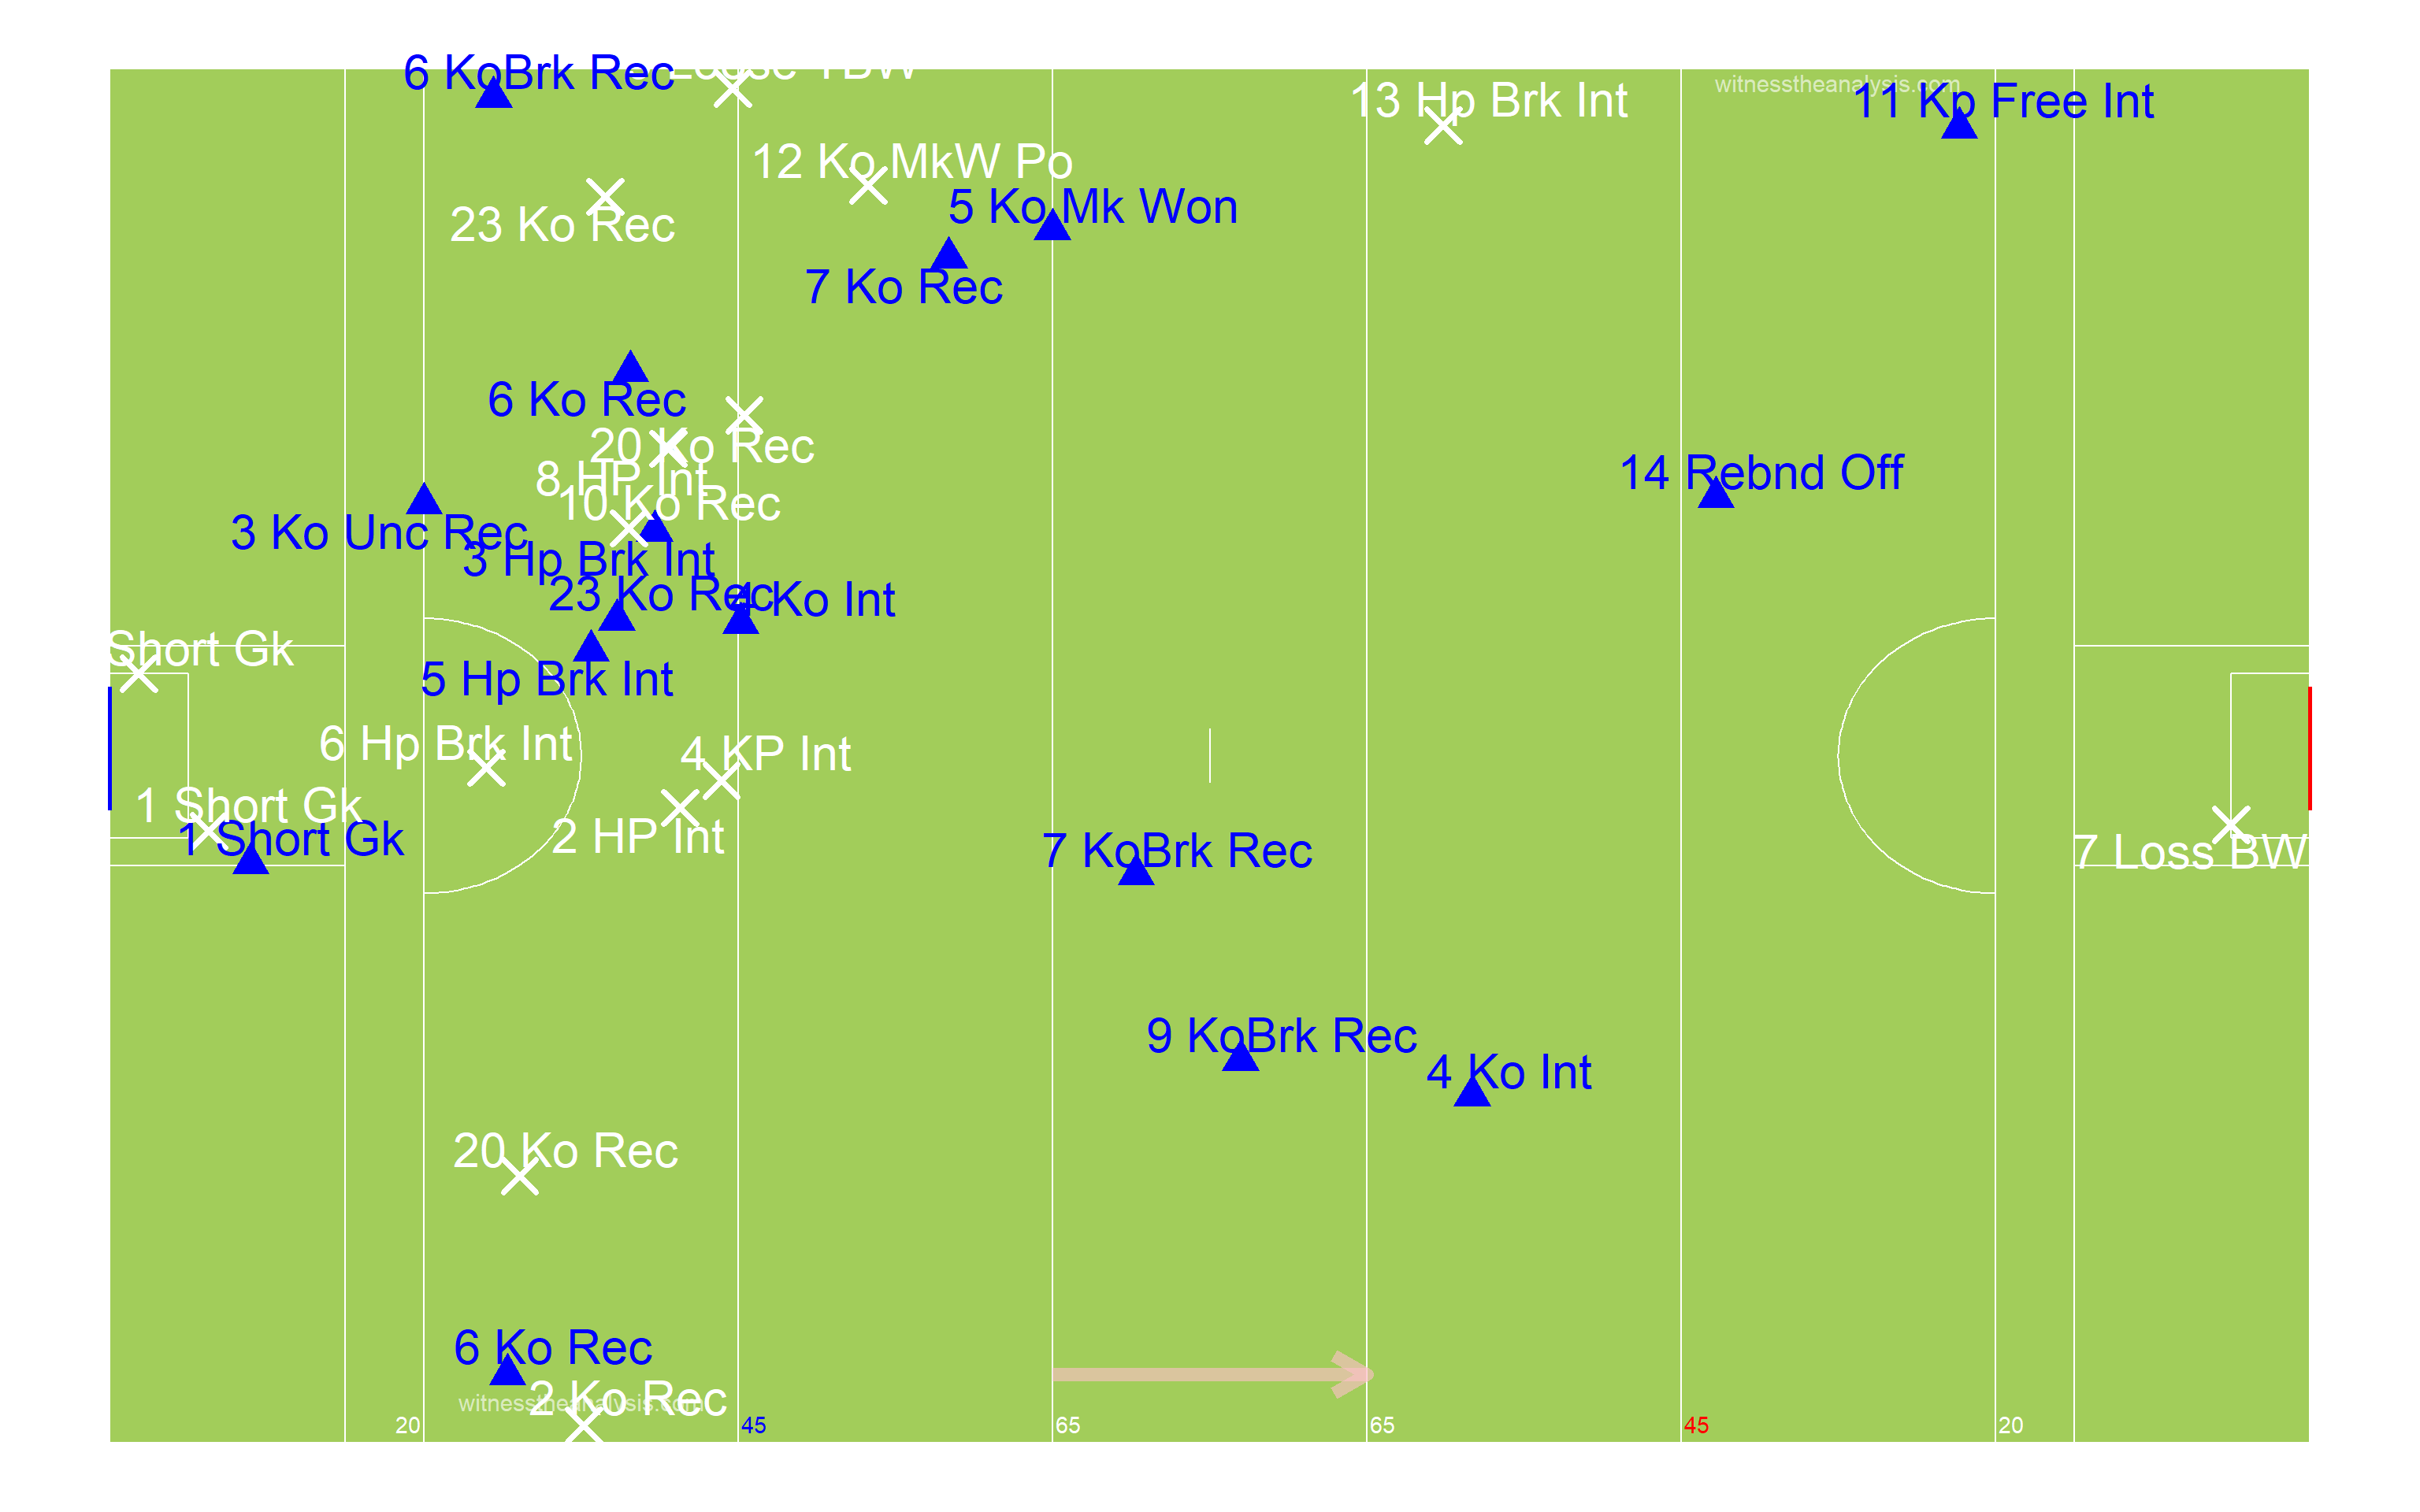 6 KoBrk Rec
witnesstheanalysis.com
13 Hp Brk Int
11 Kp Free Int
12 Ko MkW Po
5 Ko Mk Won
23 Ko Rec
7 Ko Rec
6 Ko Rec
20 Ko Rec
14 Rebnd Off
8 HP Int
10 Ko Rec
3 Ko Unc Rec
3 Hp Brk Int
23 Ko Rec
4 Ko Int
Short Gk
5 Hp Brk Int
6 Hp Brk Int
4 KP Int
1 Short Gk
1 Short Gk
2 HP Int
7 KoBrk Rec
7 Loss BW
9 KoBrk Rec
4 Ko Int
20 Ko Rec
6 Ko Rec
2 Ko Rec
witnesstheanalysis.com
20
45
65
65
45
20